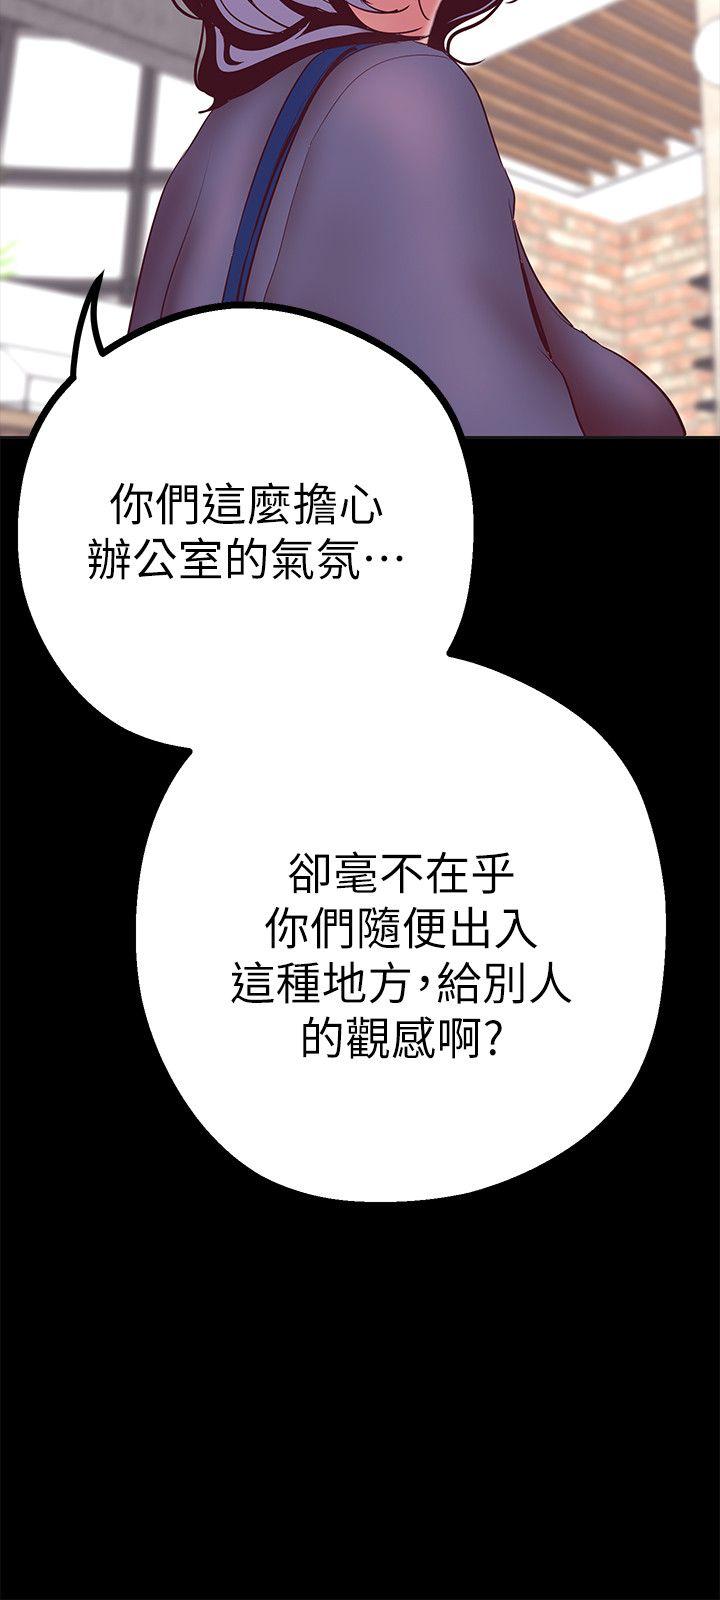 你們這麼擔心
辦公室的氣氛…
卻毫不在乎
你們隨便出入
這種地方，給別人
的觀感啊？